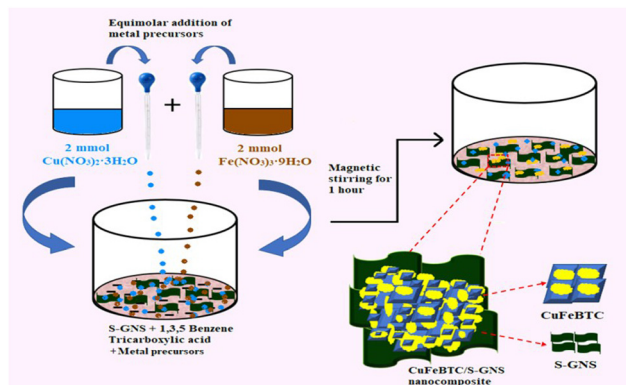 Equimolar addition of
metal precursors
+
2 mmol
Cu(NO₃)₂·3H₂O
2 mmol
Fe(NO₃)₃·9H₂O
Magnetic
stirring for
1 hour
S-GNS + 1,3,5 Benzene
Tricarboxylic acid
+Metal precursors
CuFeBTC
S-GNS
CuFeBTC/S-GNS
nanocomposite